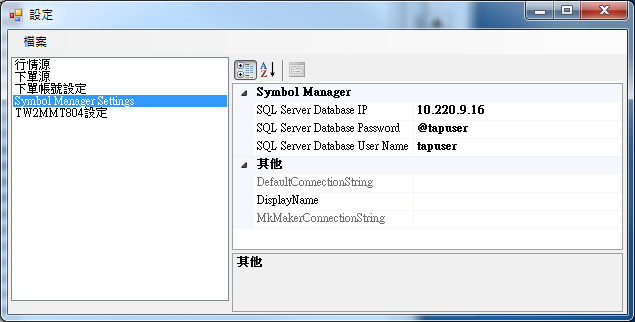 設定
檔案
行情源
下單源
下單帳號設定
Symbol Manager Settings
TW2MMT804設定
Symbol Manager
SQL Server Database IP 10.220.9.16
SQL Server Database Password @tapuser
SQL Server Database User Name tapuser
其他
DefaultConnectionString
DisplayName
MkMakerConnectionString
其他